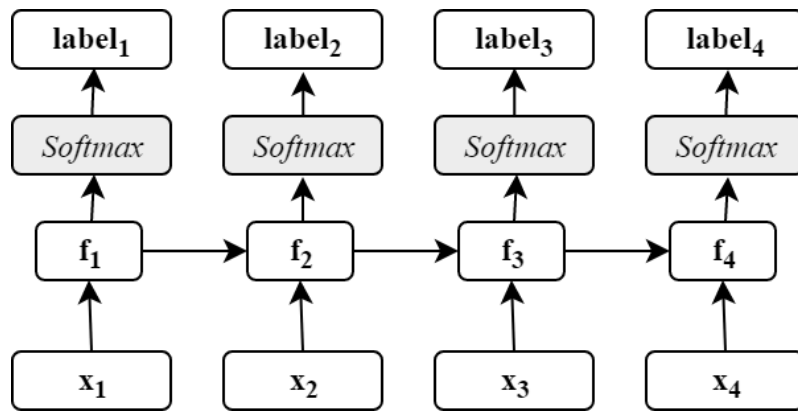 label₁ label₂ label₃ label₄
Softmax Softmax Softmax Softmax
f₁ f₂ f₃ f₄
x₁ x₂ x₃ x₄